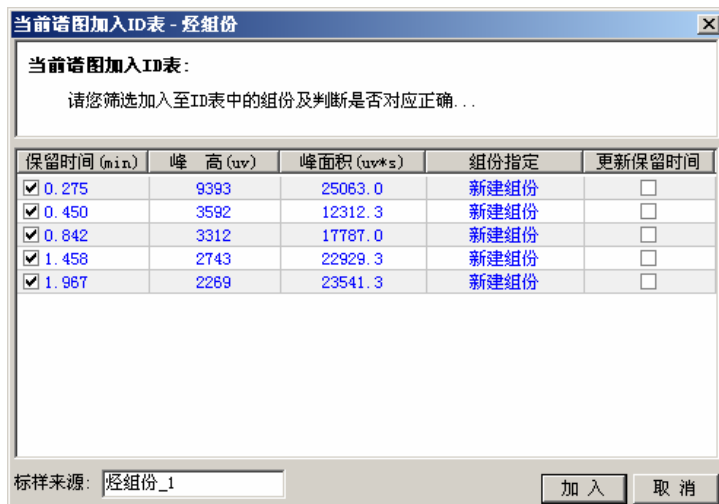 当前谱图加入ID表 - 烃组份
当前谱图加入ID表:
请您筛选加入至ID表中的组份及判断是否对应正确...
保留时间(min) 峰 高(uv) 峰面积(uv*s) 组份指定 更新保留时间
0.275 9393 25063.0 新建组份
0.450 3592 12312.3 新建组份
0.842 3312 17787.0 新建组份
1.458 2743 22929.3 新建组份
1.967 2269 23541.3 新建组份
标样来源: 烃组份_1 加 入 取 消